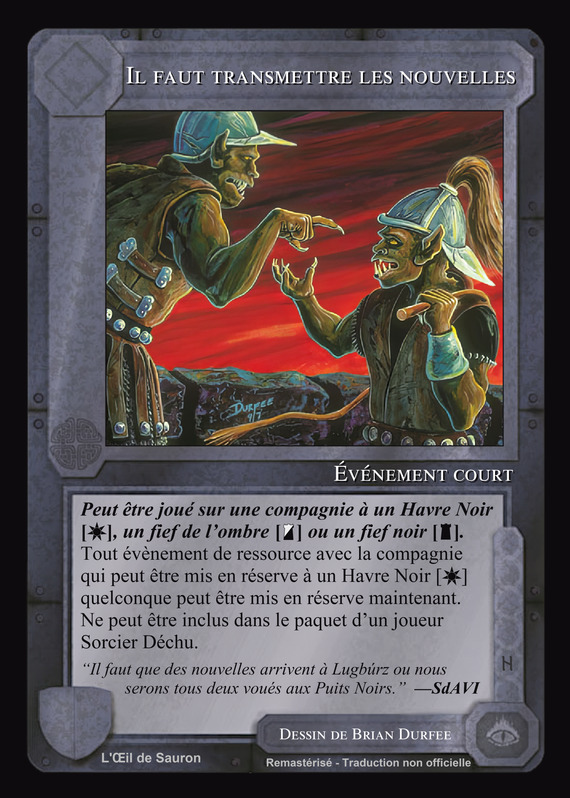 Il faut transmettre les nouvelles
Durfee
97
Événement court
Peut être joué sur une compagnie à un Havre Noir
[], un fief de l’ombre [] ou un fief noir [].
Tout évènement de ressource avec la compagnie
qui peut être mis en réserve à un Havre Noir []
quelconque peut être mis en réserve maintenant.
Ne peut être inclus dans le paquet d’un joueur
Sorcier Déchu.
“Il faut que des nouvelles arrivent à Lugbúrz ou nous
serons tous deux voués aux Puits Noirs.” —SdAVI
Dessin de Brian Durfee
L'Œil de Sauron
Remastérisé - Traduction non officielle